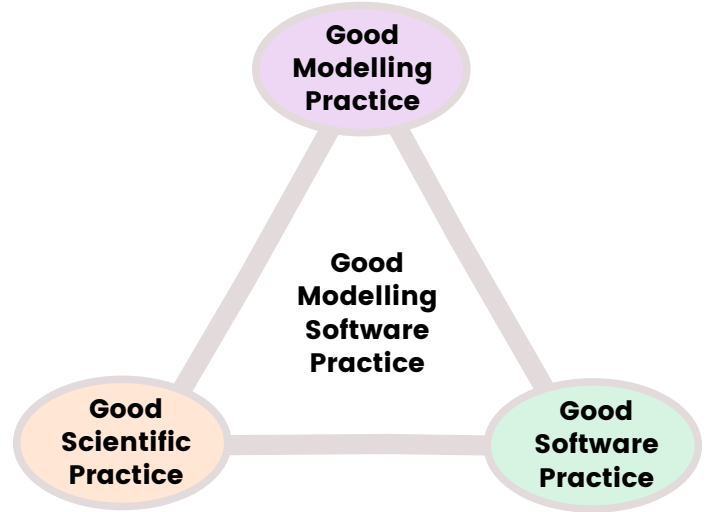 Good
Modelling
Practice
Good
Modelling
Software
Practice
Good
Scientific
Practice
Good
Software
Practice